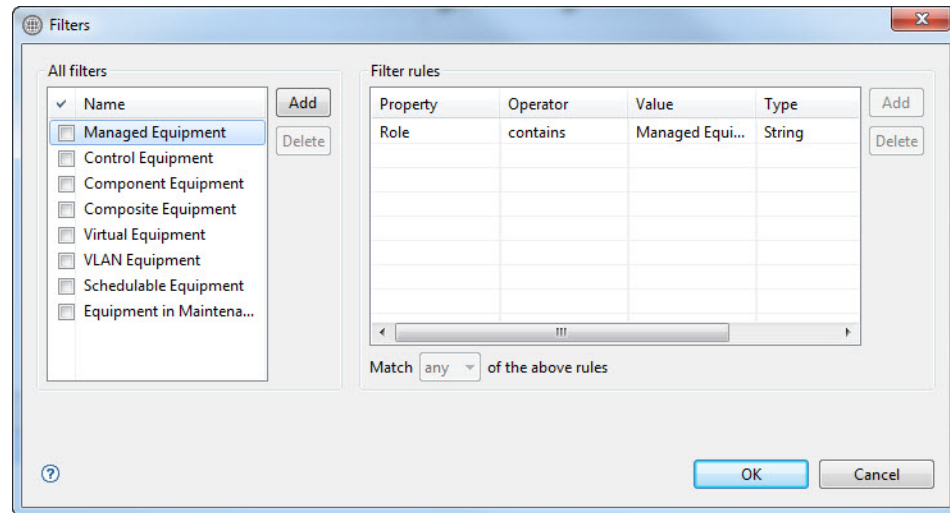 Filters
All filters
Name
Add
Delete
Managed Equipment
Control Equipment
Component Equipment
Composite Equipment
Virtual Equipment
VLAN Equipment
Schedulable Equipment
Equipment in Maintena...
Filter rules
Property Operator Value Type
Role contains Managed Equi... String
Add
Delete
Match any of the above rules
?
OK Cancel